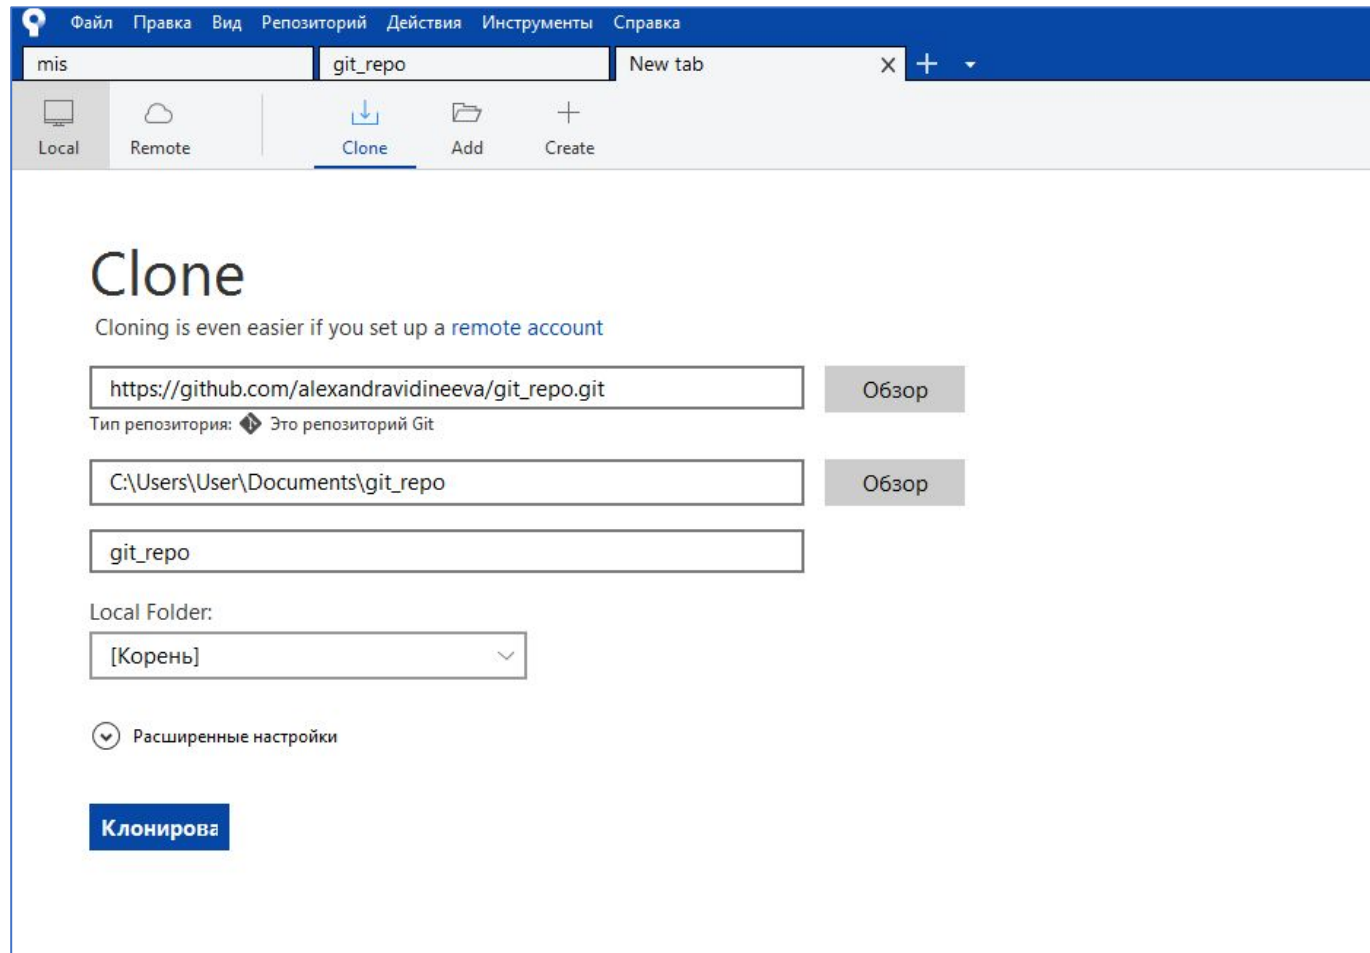 Файл Правка Вид Репозиторий Действия Инструменты Справка
mis git_repo New tab
Local Remote Clone Add Create
Clone
Cloning is even easier if you set up a remote account
https://github.com/alexandravidineeva/git_repo.git Обзор
Тип репозитория: Это репозиторий Git
C:\Users\User\Documents\git_repo Обзор
git_repo
Local Folder:
[Корень]
Расширенные настройки
Клонирова